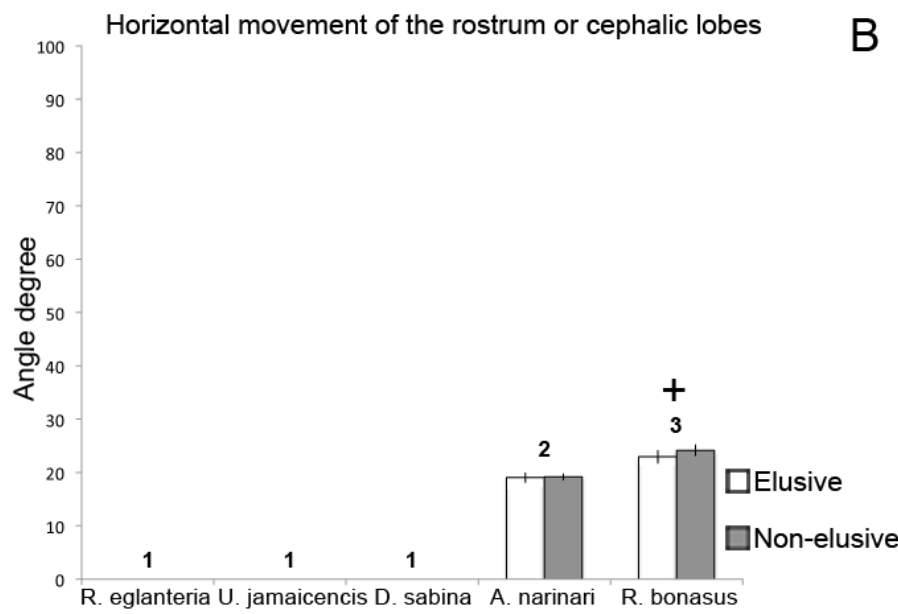 Horizontal movement of the rostrum or cephalic lobes
B
Angle degree
100
90
80
70
60
50
40
30
20
10
0
1
1
1
2
+
3
Elusive
Non-elusive
R. eglanteria U. jamaicencis D. sabina A. narinari R. bonasus